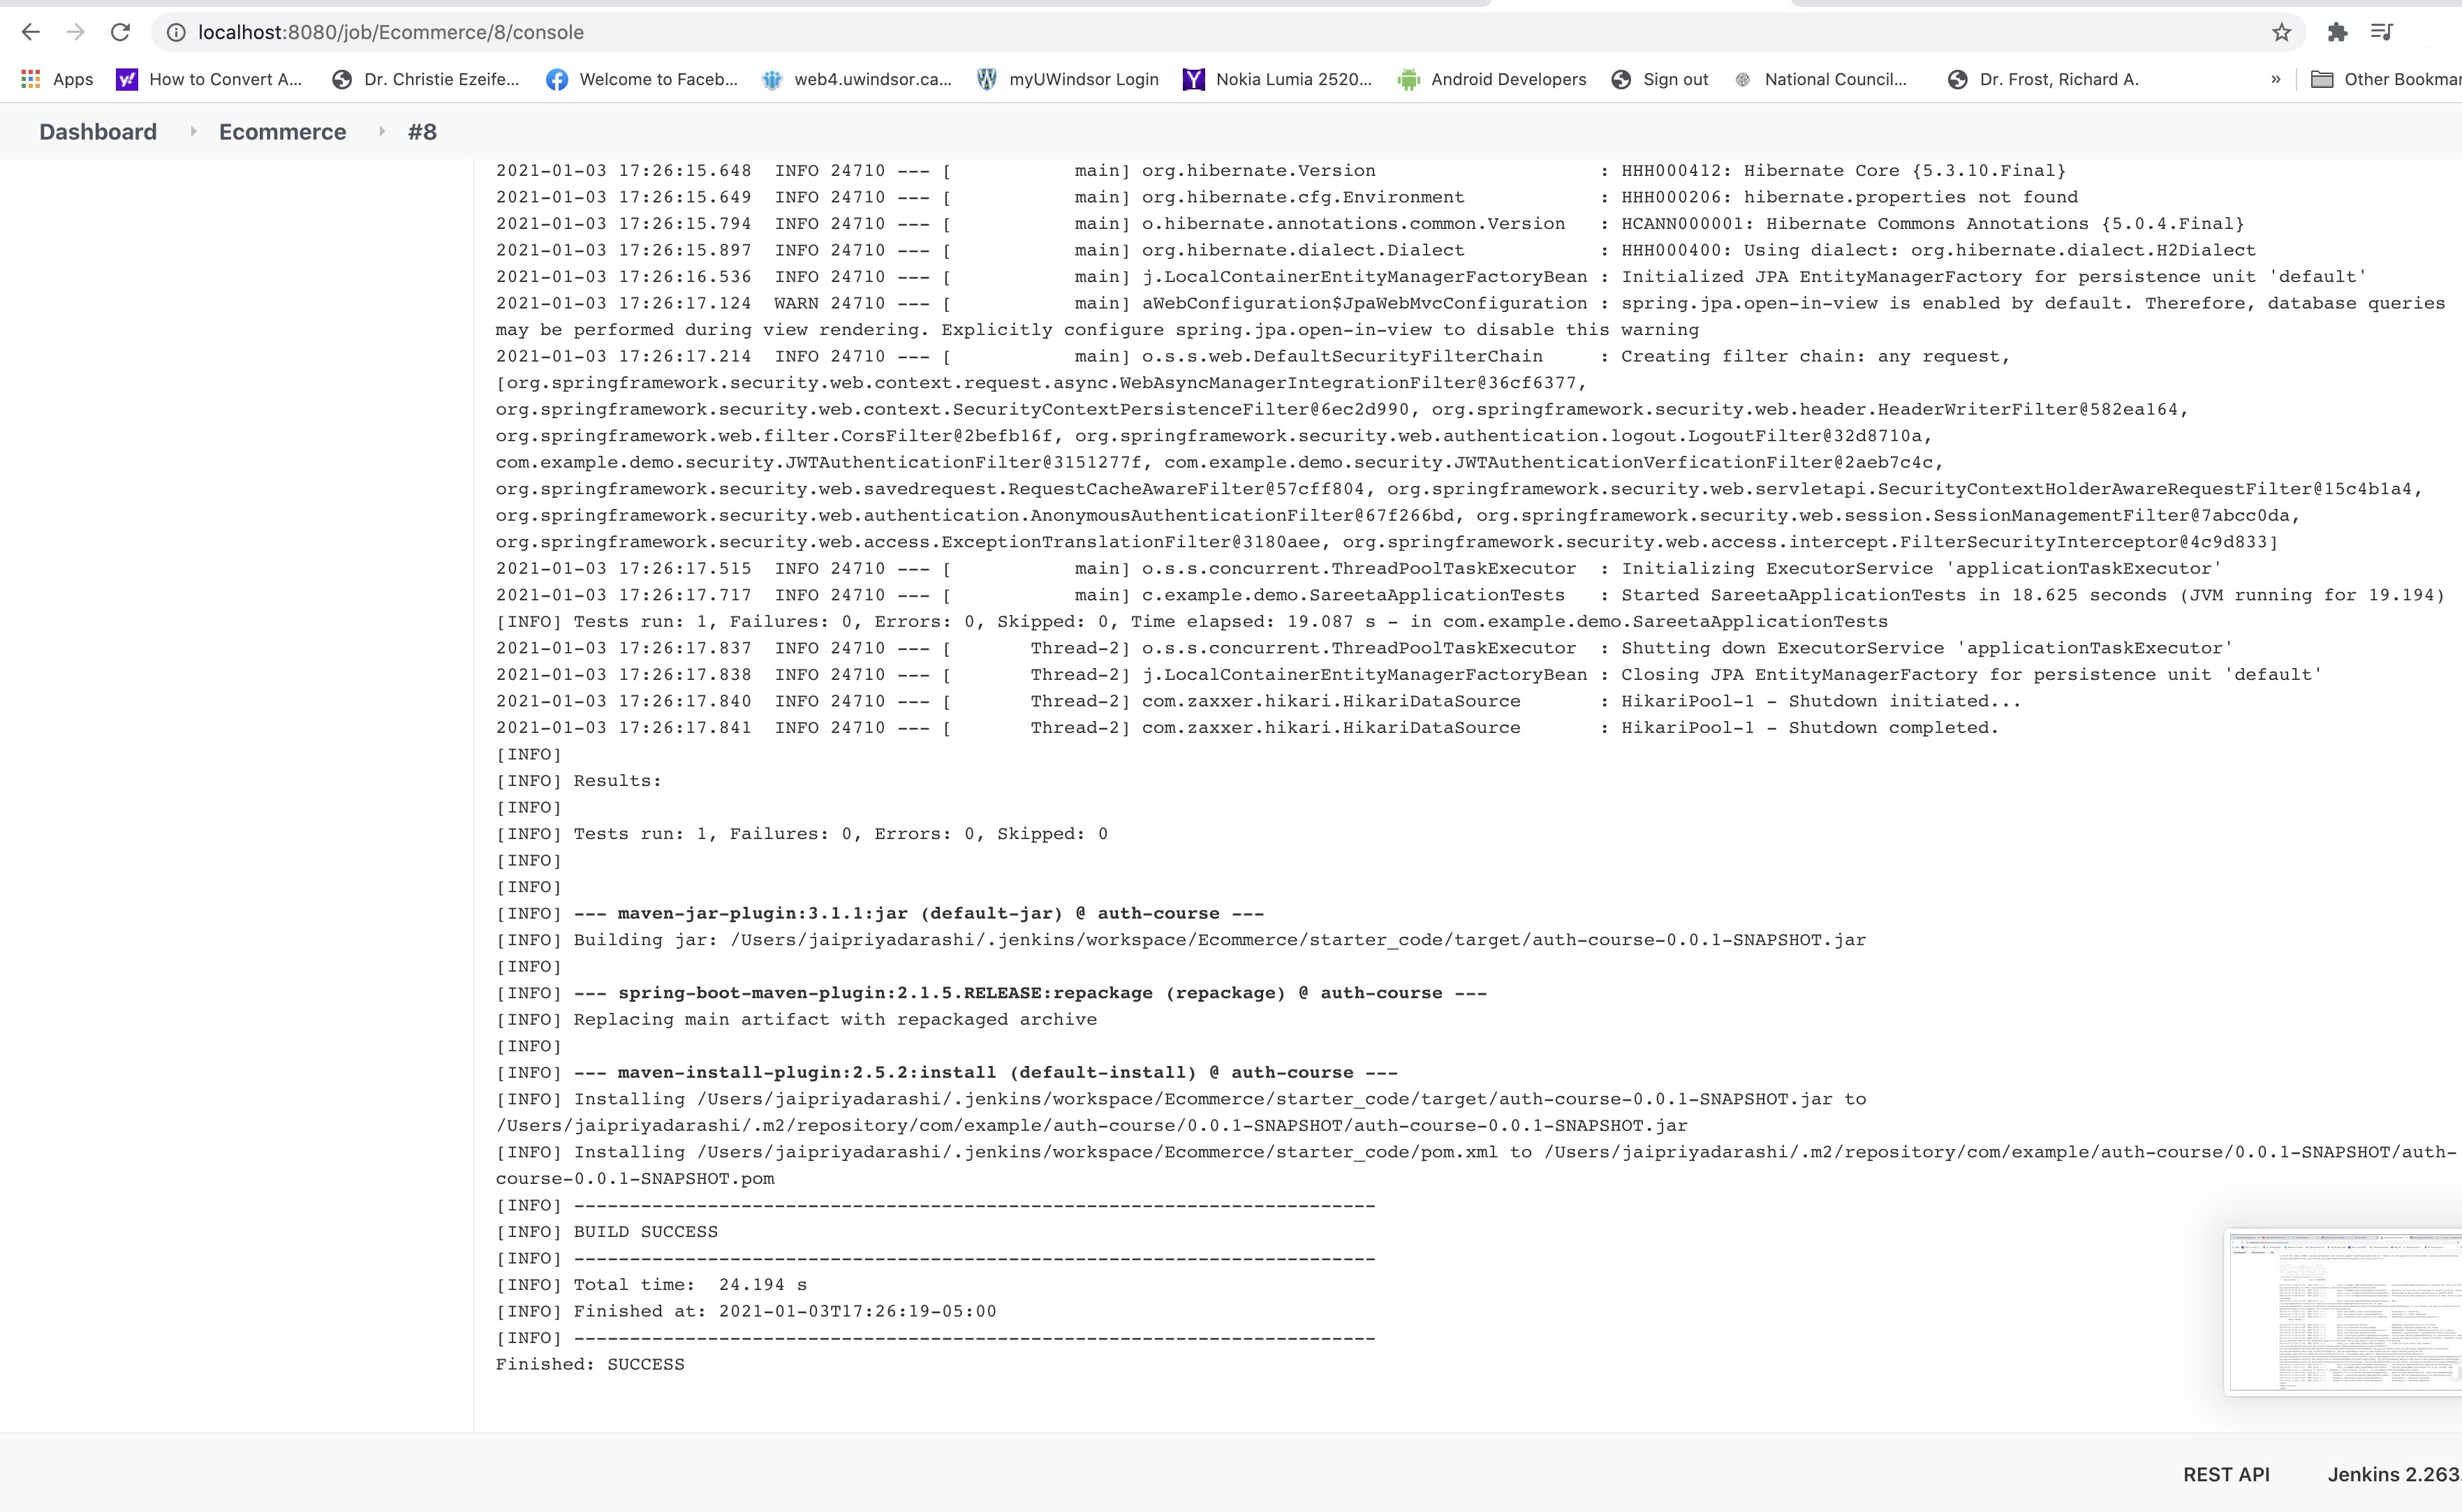 localhost:8080/job/Ecommerce/8/console
Apps How to Convert A... Dr. Christie Ezeife... Welcome to Faceb... web4.uwindsor.ca... myUWindsor Login Nokia Lumia 2520... Android Developers Sign out National Council... Dr. Frost, Richard A. » Other Bookmar
Dashboard Ecommerce #8
2021-01-03 17:26:15.648  INFO 24710 --- [           main] org.hibernate.Version                    : HHH000412: Hibernate Core {5.3.10.Final}
2021-01-03 17:26:15.649  INFO 24710 --- [           main] org.hibernate.cfg.Environment            : HHH000206: hibernate.properties not found
2021-01-03 17:26:15.794  INFO 24710 --- [           main] o.hibernate.annotations.common.Version   : HCANN000001: Hibernate Commons Annotations {5.0.4.Final}
2021-01-03 17:26:15.897  INFO 24710 --- [           main] org.hibernate.dialect.Dialect            : HHH000400: Using dialect: org.hibernate.dialect.H2Dialect
2021-01-03 17:26:16.536  INFO 24710 --- [           main] j.LocalContainerEntityManagerFactoryBean : Initialized JPA EntityManagerFactory for persistence unit 'default'
2021-01-03 17:26:17.124  WARN 24710 --- [           main] aWebConfiguration$JpaWebMvcConfiguration : spring.jpa.open-in-view is enabled by default. Therefore, database queries
may be performed during view rendering. Explicitly configure spring.jpa.open-in-view to disable this warning
2021-01-03 17:26:17.214  INFO 24710 --- [           main] o.s.s.web.DefaultSecurityFilterChain     : Creating filter chain: any request,
[org.springframework.security.web.context.request.async.WebAsyncManagerIntegrationFilter@36cf6377,
org.springframework.security.web.context.SecurityContextPersistenceFilter@6ec2d990, org.springframework.security.web.header.HeaderWriterFilter@582ea164,
org.springframework.web.filter.CorsFilter@2befb16f, org.springframework.security.web.authentication.logout.LogoutFilter@32d8710a,
com.example.demo.security.JWTAuthenticationFilter@3151277f, com.example.demo.security.JWTAuthenticationVerficationFilter@2aeb7c4c,
org.springframework.security.web.savedrequest.RequestCacheAwareFilter@57cff804, org.springframework.security.web.servletapi.SecurityContextHolderAwareRequestFilter@15c4b1a4,
org.springframework.security.web.authentication.AnonymousAuthenticationFilter@67f266bd, org.springframework.security.web.session.SessionManagementFilter@7abcc0da,
org.springframework.security.web.access.ExceptionTranslationFilter@3180aee, org.springframework.security.web.access.intercept.FilterSecurityInterceptor@4c9d833]
2021-01-03 17:26:17.515  INFO 24710 --- [           main] o.s.s.concurrent.ThreadPoolTaskExecutor  : Initializing ExecutorService 'applicationTaskExecutor'
2021-01-03 17:26:17.717  INFO 24710 --- [           main] c.example.demo.SareetaApplicationTests   : Started SareetaApplicationTests in 18.625 seconds (JVM running for 19.194)
[INFO] Tests run: 1, Failures: 0, Errors: 0, Skipped: 0, Time elapsed: 19.087 s - in com.example.demo.SareetaApplicationTests
2021-01-03 17:26:17.837  INFO 24710 --- [       Thread-2] o.s.s.concurrent.ThreadPoolTaskExecutor  : Shutting down ExecutorService 'applicationTaskExecutor'
2021-01-03 17:26:17.838  INFO 24710 --- [       Thread-2] j.LocalContainerEntityManagerFactoryBean : Closing JPA EntityManagerFactory for persistence unit 'default'
2021-01-03 17:26:17.840  INFO 24710 --- [       Thread-2] com.zaxxer.hikari.HikariDataSource       : HikariPool-1 - Shutdown initiated...
2021-01-03 17:26:17.841  INFO 24710 --- [       Thread-2] com.zaxxer.hikari.HikariDataSource       : HikariPool-1 - Shutdown completed.
[INFO]
[INFO] Results:
[INFO]
[INFO] Tests run: 1, Failures: 0, Errors: 0, Skipped: 0
[INFO]
[INFO]
[INFO] --- maven-jar-plugin:3.1.1:jar (default-jar) @ auth-course ---
[INFO] Building jar: /Users/jaipriyadarashi/.jenkins/workspace/Ecommerce/starter_code/target/auth-course-0.0.1-SNAPSHOT.jar
[INFO]
[INFO] --- spring-boot-maven-plugin:2.1.5.RELEASE:repackage (repackage) @ auth-course ---
[INFO] Replacing main artifact with repackaged archive
[INFO]
[INFO] --- maven-install-plugin:2.5.2:install (default-install) @ auth-course ---
[INFO] Installing /Users/jaipriyadarashi/.jenkins/workspace/Ecommerce/starter_code/target/auth-course-0.0.1-SNAPSHOT.jar to
/Users/jaipriyadarashi/.m2/repository/com/example/auth-course/0.0.1-SNAPSHOT/auth-course-0.0.1-SNAPSHOT.jar
[INFO] Installing /Users/jaipriyadarashi/.jenkins/workspace/Ecommerce/starter_code/pom.xml to /Users/jaipriyadarashi/.m2/repository/com/example/auth-course/0.0.1-SNAPSHOT/auth-
course-0.0.1-SNAPSHOT.pom
[INFO] ------------------------------------------------------------------------
[INFO] BUILD SUCCESS
[INFO] ------------------------------------------------------------------------
[INFO] Total time:  24.194 s
[INFO] Finished at: 2021-01-03T17:26:19-05:00
[INFO] ------------------------------------------------------------------------
Finished: SUCCESS
REST API Jenkins 2.263.